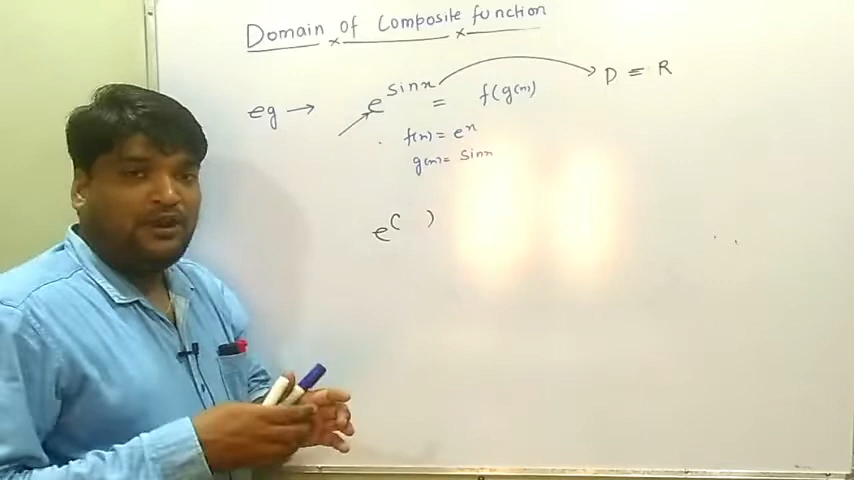 Domain of Composite function
eg → e^sinx = f(g(x)) → D ≡ R
f(x) = e^x
g(x) = sinx
e^( )